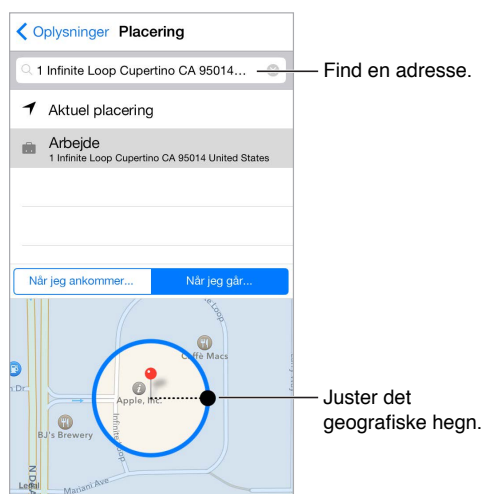 Oplysninger Placering
1 Infinite Loop Cupertino CA 95014...
Find en adresse.
Aktuel placering
Arbejde
1 Infinite Loop Cupertino CA 95014 United States
Når jeg ankommer...
Når jeg går...
Caffè Macs
Apple, Inc.
Infinite Loop
BJ's Brewery
Mariani Ave
Legal
Juster det
geografiske hegn.